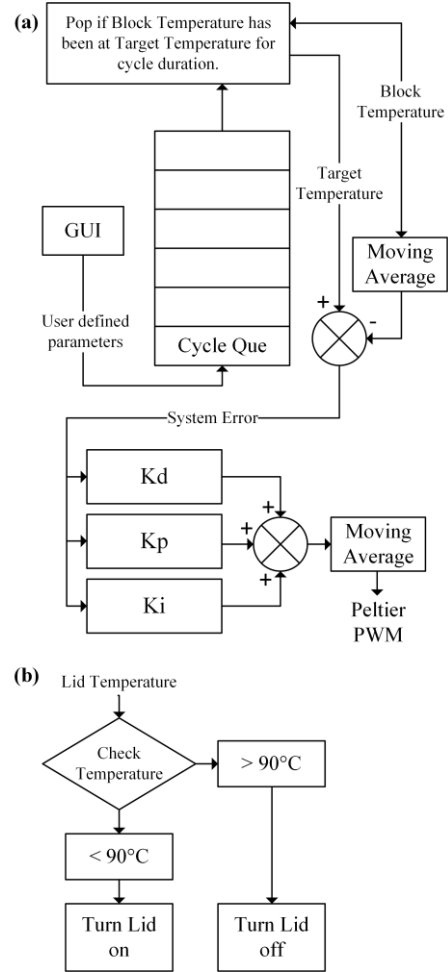 (a)
Pop if Block Temperature has
been at Target Temperature for
cycle duration.
Block
Temperature
Target
Temperature
GUI
Moving
Average
User defined
parameters
Cycle Que
+
-
System Error
Kd
Kp
Ki
+
+
+
Moving
Average
Peltier
PWM
(b)
Lid Temperature
Check
Temperature
> 90°C
< 90°C
Turn Lid
on
Turn Lid
off